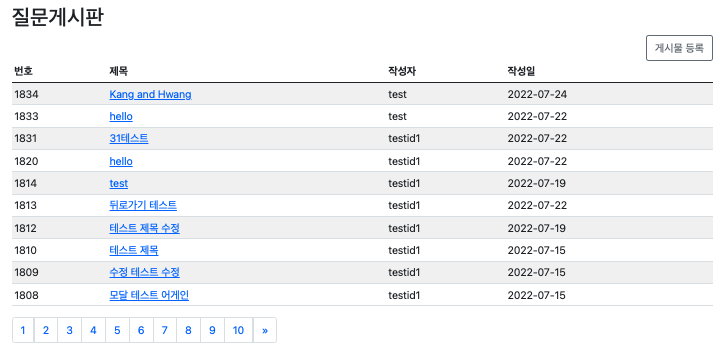 질문게시판
게시물 등록
번호 제목 작성자 작성일
1834 Kang and Hwang test 2022-07-24
1833 hello test 2022-07-22
1831 31테스트 testid1 2022-07-22
1820 hello testid1 2022-07-22
1814 test testid1 2022-07-19
1813 뒤로가기 테스트 testid1 2022-07-22
1812 테스트 제목 수정 testid1 2022-07-19
1810 테스트 제목 testid1 2022-07-15
1809 수정 테스트 수정 testid1 2022-07-15
1808 모달 테스트 어게인 testid1 2022-07-15
1 2 3 4 5 6 7 8 9 10 »